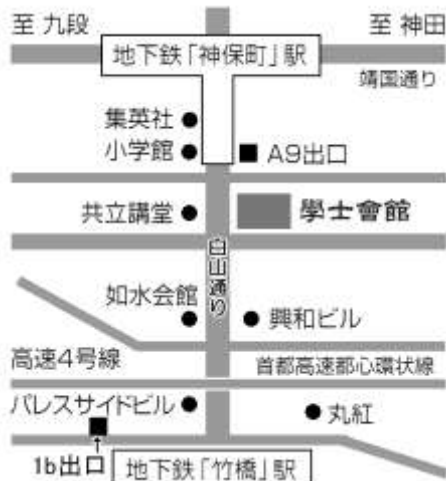 至 九段
至 神田
地下鉄「神保町」駅
靖国通り
集英社
小学館
A9出口
共立講堂
學士會館
白山通り
如水会館
興和ビル
高速4号線
首都高速都心環状線
パレスサイドビル
丸紅
1b出口
地下鉄「竹橋」駅